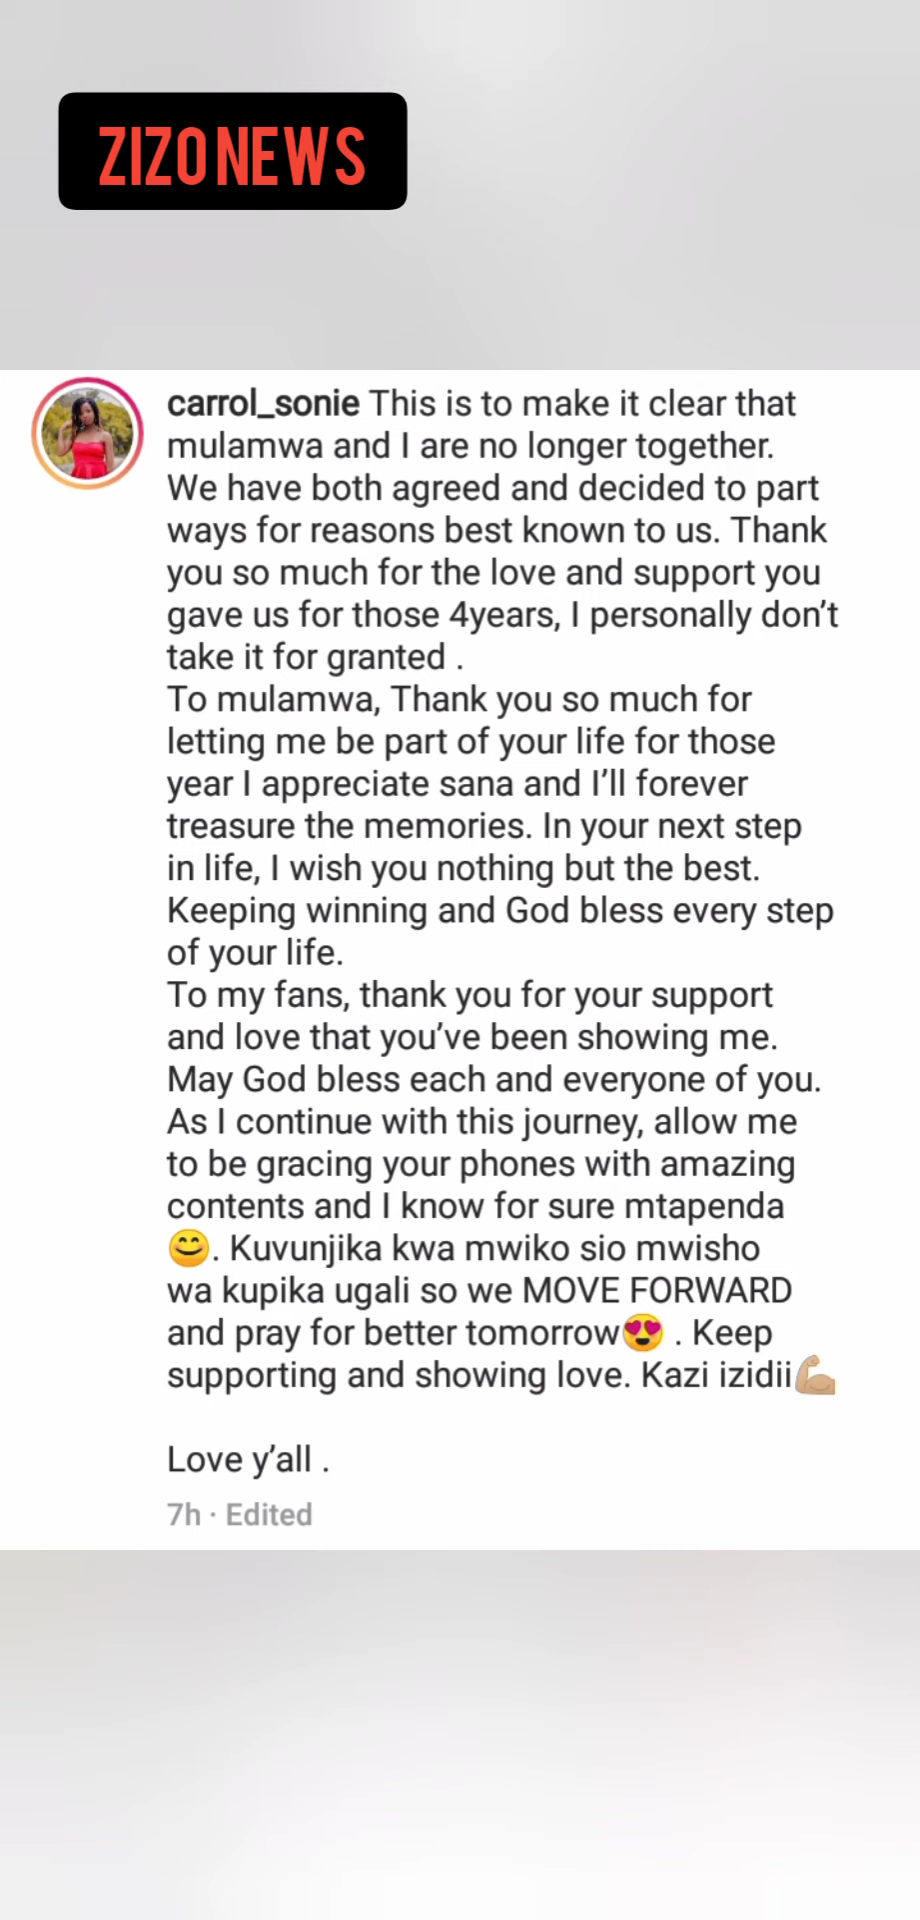 ZIZO NEWS
carrol_sonie This is to make it clear that
mulamwa and I are no longer together.
We have both agreed and decided to part
ways for reasons best known to us. Thank
you so much for the love and support you
gave us for those 4years, I personally don’t
take it for granted .
To mulamwa, Thank you so much for
letting me be part of your life for those
year I appreciate sana and I’ll forever
treasure the memories. In your next step
in life, I wish you nothing but the best.
Keeping winning and God bless every step
of your life.
To my fans, thank you for your support
and love that you’ve been showing me.
May God bless each and everyone of you.
As I continue with this journey, allow me
to be gracing your phones with amazing
contents and I know for sure mtapenda
😊. Kuvunjika kwa mwiko sio mwisho
wa kupika ugali so we MOVE FORWARD
and pray for better tomorrow😍 . Keep
supporting and showing love. Kazi izidii💪🏼
Love y’all .
7h · Edited